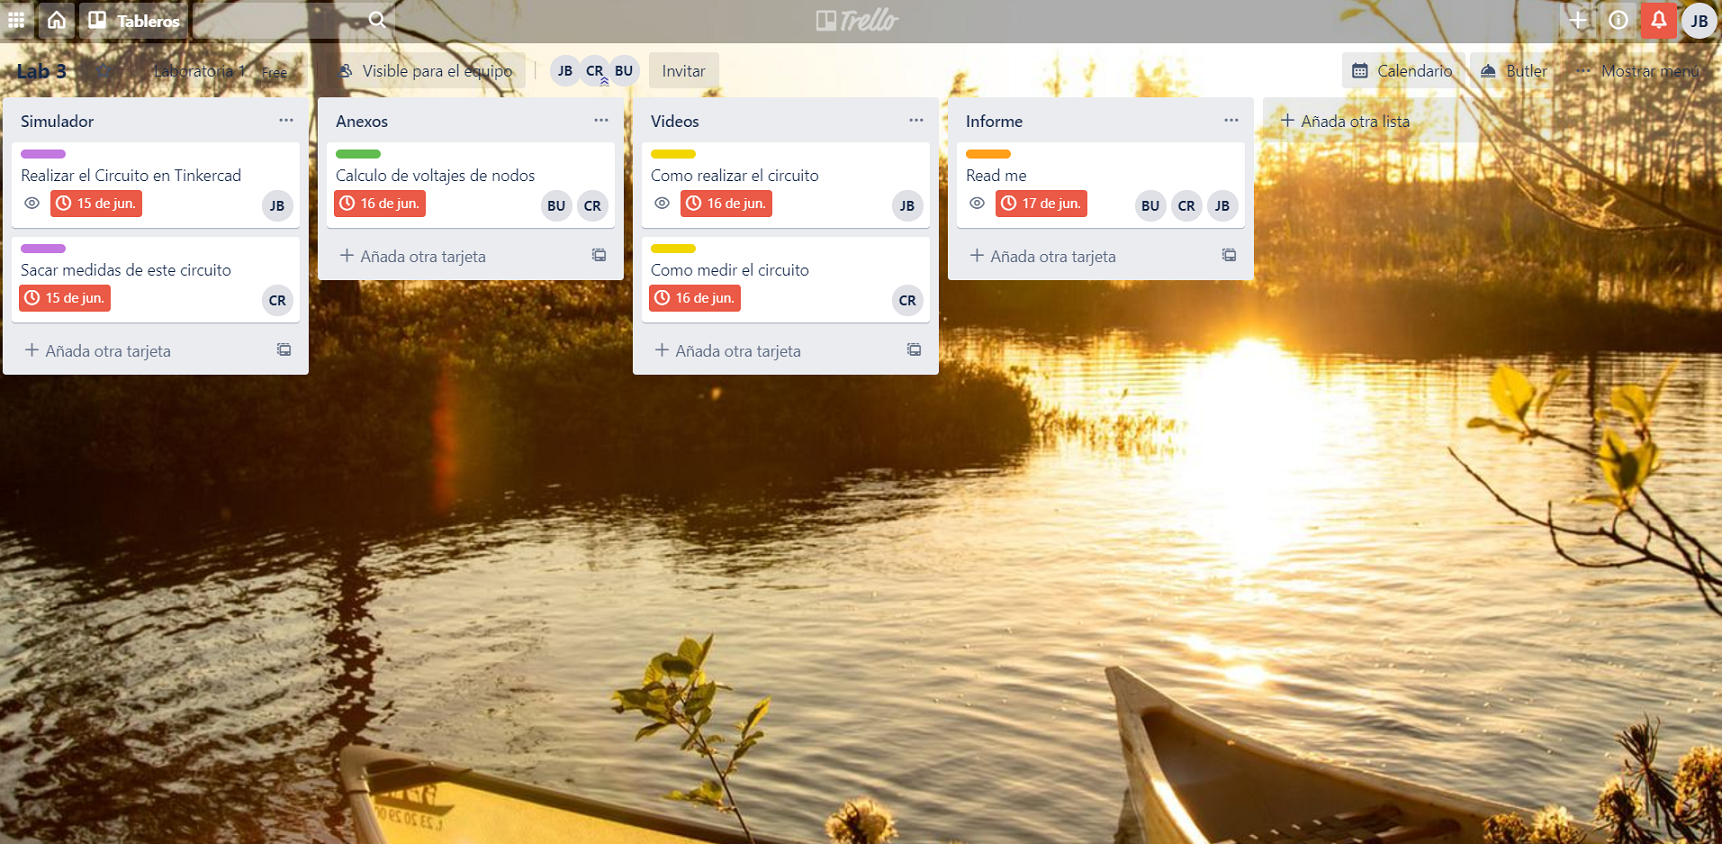 Tableros
Trello
JB
Lab 3
Laboratorio 1
Free
Visible para el equipo
JB
CR
BU
Invitar
Calendario
Butler
Mostrar menú
Simulador
Realizar el Circuito en Tinkercad
15 de jun.
JB
Sacar medidas de este circuito
15 de jun.
CR
Añada otra tarjeta
Anexos
Calculo de voltajes de nodos
16 de jun.
BU
CR
Añada otra tarjeta
Videos
Como realizar el circuito
16 de jun.
JB
Como medir el circuito
16 de jun.
CR
Añada otra tarjeta
Informe
Read me
17 de jun.
BU
CR
JB
Añada otra tarjeta
Añada otra lista